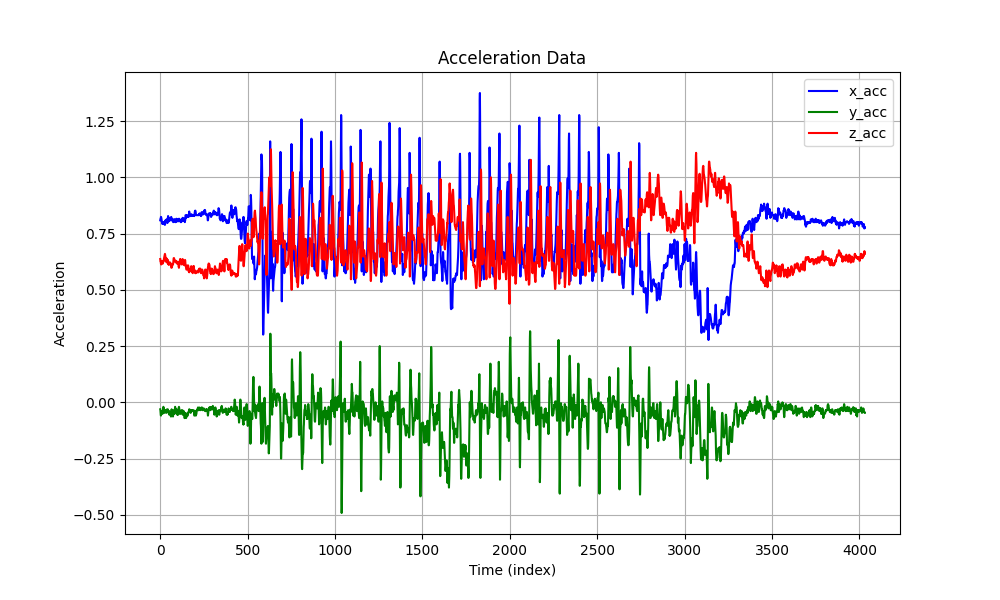 Acceleration Data
x_acc
y_acc
z_acc
1.25
1.00
0.75
0.50
0.25
0.00
−0.25
−0.50
Acceleration
0 500 1000 1500 2000 2500 3000 3500 4000
Time (index)